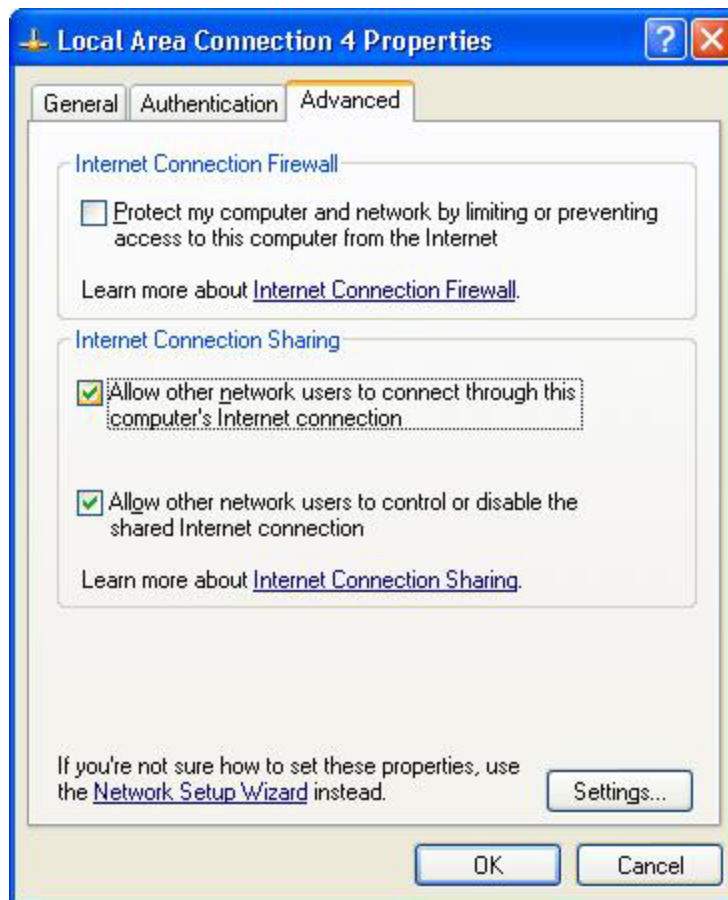 Local Area Connection 4 Properties
General Authentication Advanced
Internet Connection Firewall
Protect my computer and network by limiting or preventing
access to this computer from the Internet
Learn more about Internet Connection Firewall.
Internet Connection Sharing
Allow other network users to connect through this
computer's Internet connection
Allow other network users to control or disable the
shared Internet connection
Learn more about Internet Connection Sharing.
If you're not sure how to set these properties, use
the Network Setup Wizard instead.
Settings...
OK Cancel